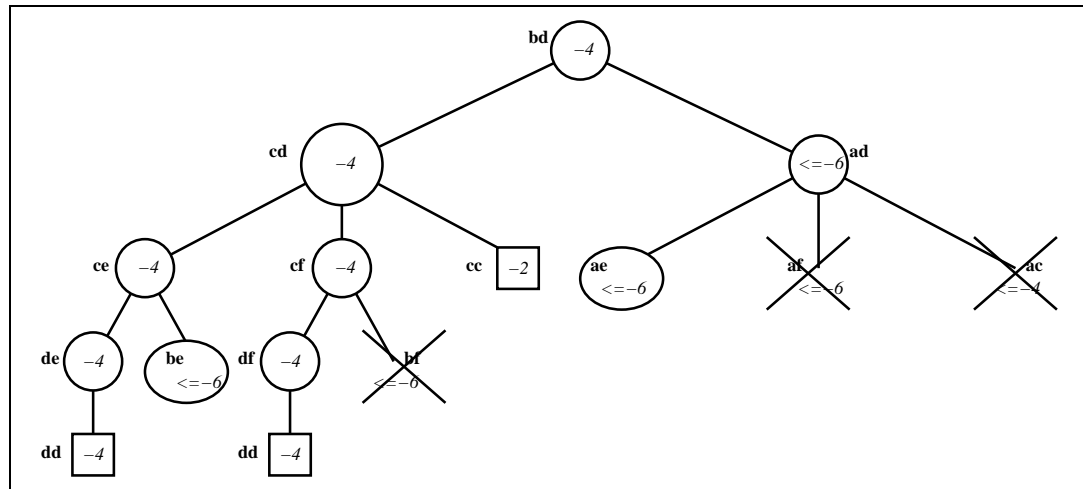 bd −4
cd −4
<=−6 ad
ce −4
cf −4
cc −2
ae <=−6
af <=−6
ac <=−4
de −4
be <=−6
df −4
bf <=−6
dd −4
dd −4